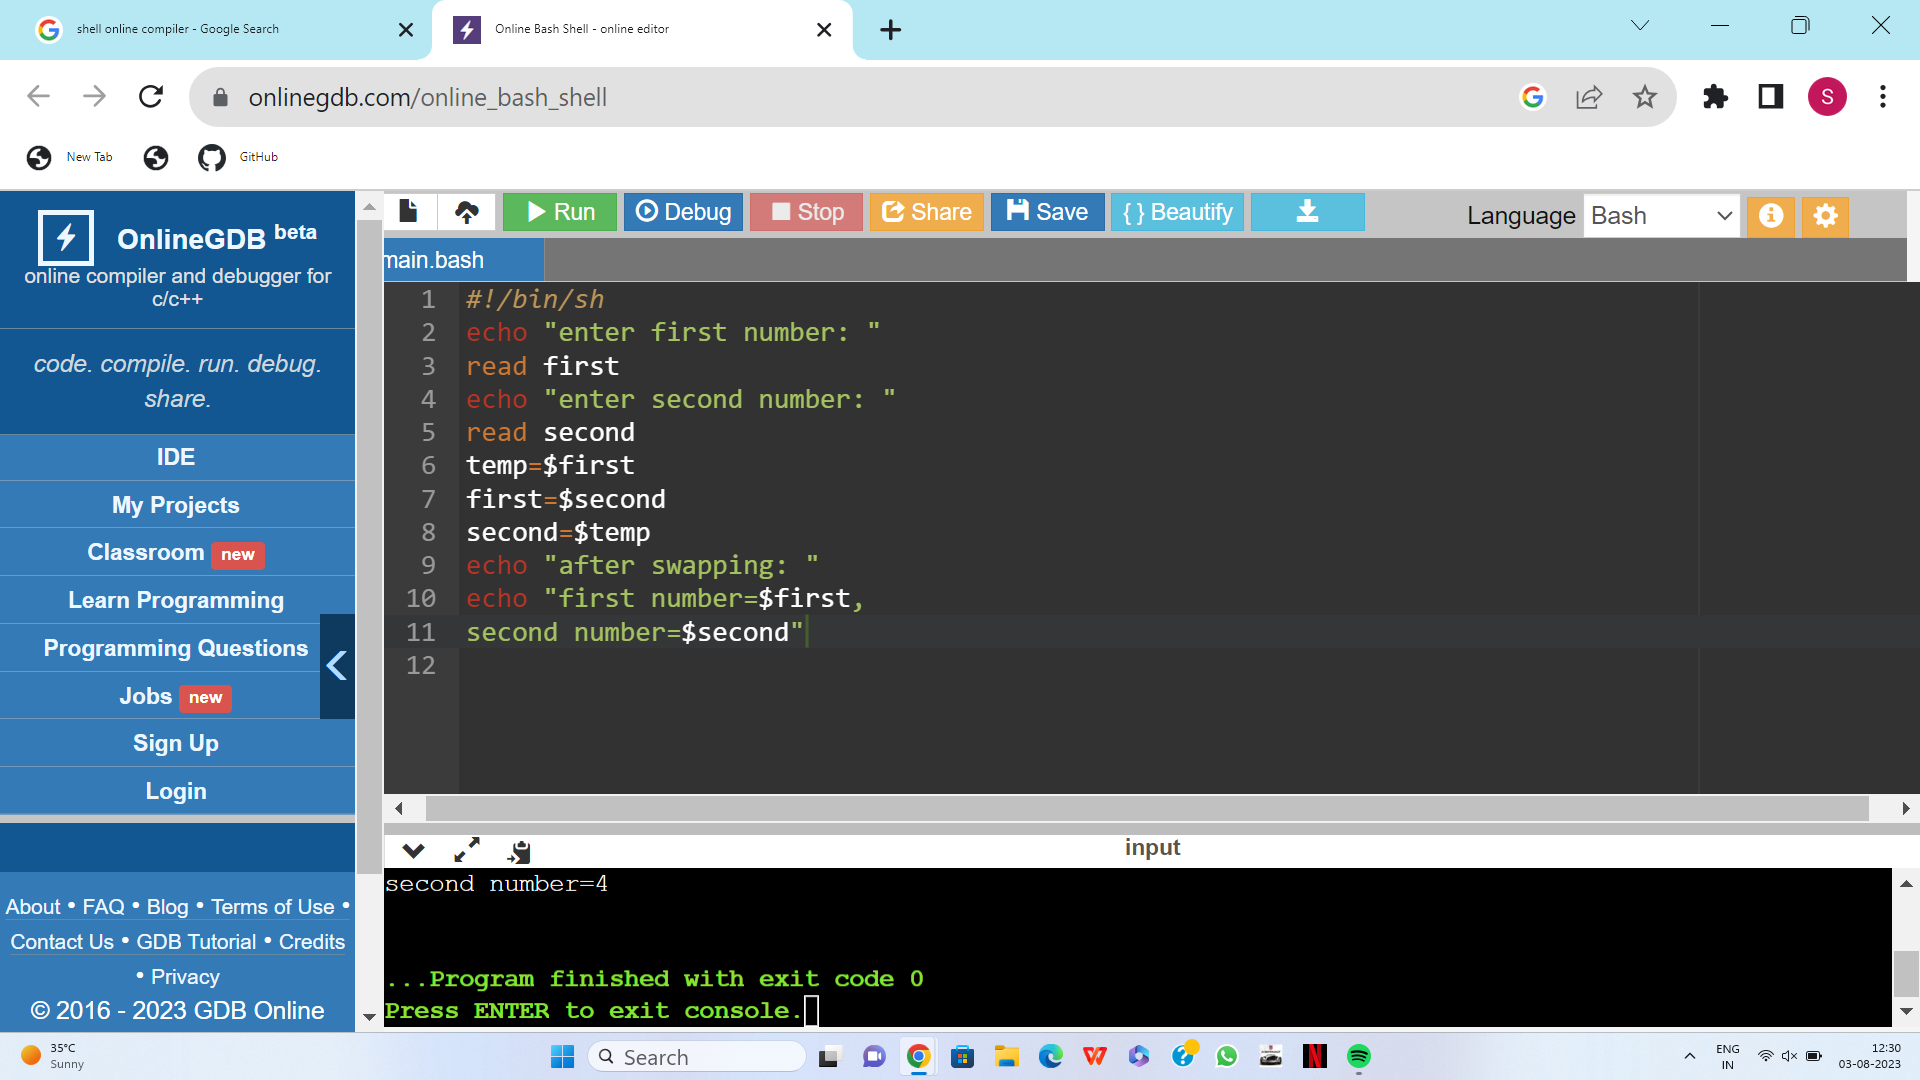 shell online compiler - Google Search
Online Bash Shell - online editor
onlinegdb.com/online_bash_shell
S
New Tab
GitHub
OnlineGDB beta
online compiler and debugger for
c/c++
code. compile. run. debug.
share.
IDE
My Projects
Classroom new
Learn Programming
Programming Questions
Jobs new
Sign Up
Login
About • FAQ • Blog • Terms of Use •
Contact Us • GDB Tutorial • Credits
• Privacy
© 2016 - 2023 GDB Online
Run Debug Stop Share Save { } Beautify Language Bash
main.bash
1 #!/bin/sh
2 echo "enter first number: "
3 read first
4 echo "enter second number: "
5 read second
6 temp=$first
7 first=$second
8 second=$temp
9 echo "after swapping: "
10 echo "first number=$first,
11 second number=$second"
12
input
second number=4
...Program finished with exit code 0
Press ENTER to exit console.
35°C
Sunny
Search
ENG
IN
12:30
03-08-2023